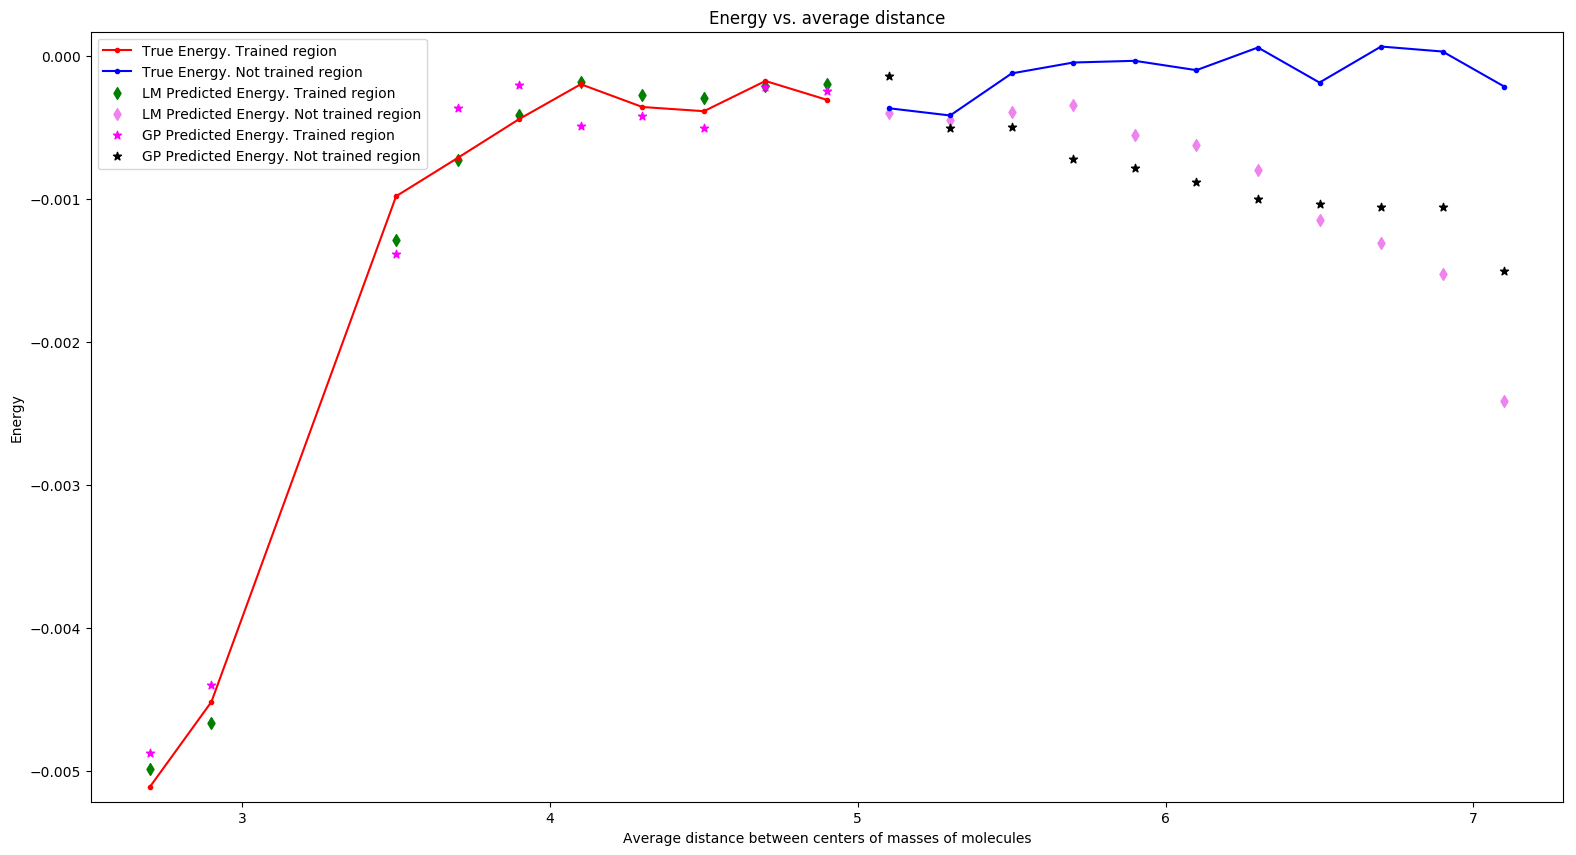 Energy vs. average distance
True Energy. Trained region
True Energy. Not trained region
LM Predicted Energy. Trained region
LM Predicted Energy. Not trained region
GP Predicted Energy. Trained region
GP Predicted Energy. Not trained region
0.000
−0.001
−0.002
−0.003
−0.004
−0.005
Energy
3 4 5 6 7
Average distance between centers of masses of molecules